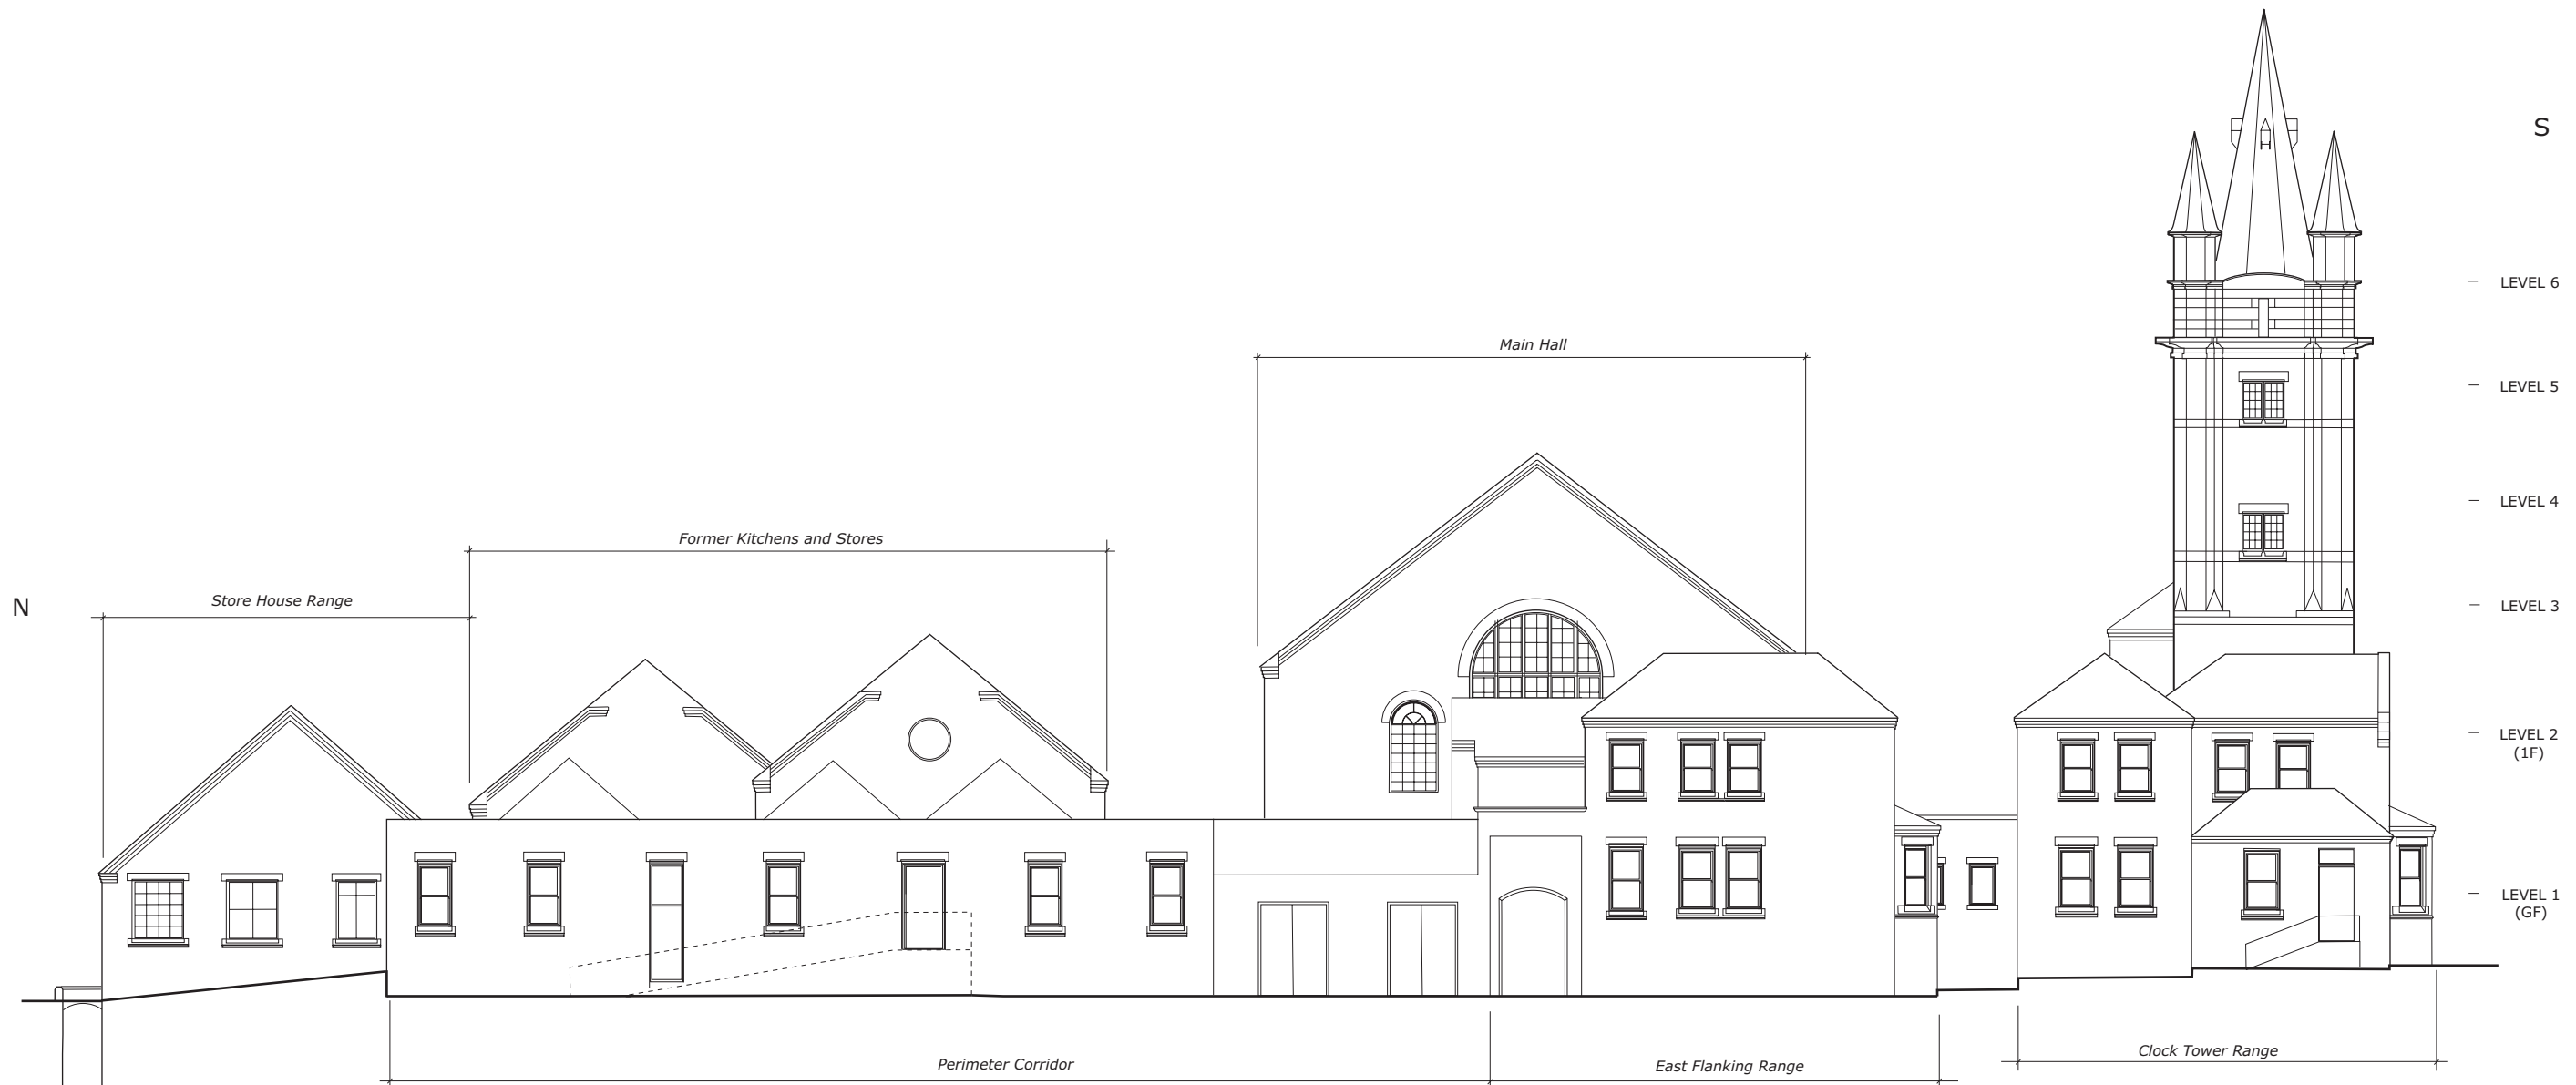 S
LEVEL 6
Main Hall
LEVEL 5
LEVEL 4
Former Kitchens and Stores
Store House Range
N
LEVEL 3
LEVEL 2
(1F)
LEVEL 1
(GF)
Clock Tower Range
Perimeter Corridor
East Flanking Range